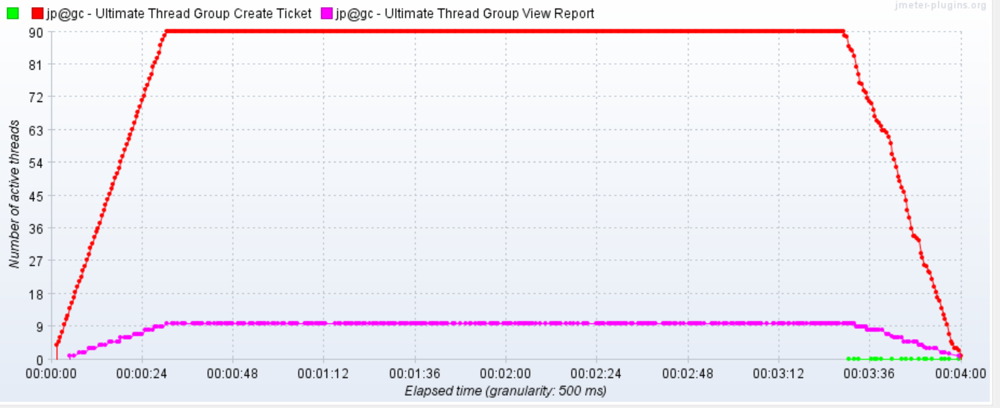 jmeter-plugins.org
jp@gc - Ultimate Thread Group Create Ticket jp@gc - Ultimate Thread Group View Report
90
81
72
63
54
45
36
27
18
9
0
Number of active threads
00:00:00 00:00:24 00:00:48 00:01:12 00:01:36 00:02:00 00:02:24 00:02:48 00:03:12 00:03:36 00:04:00
Elapsed time (granularity: 500 ms)